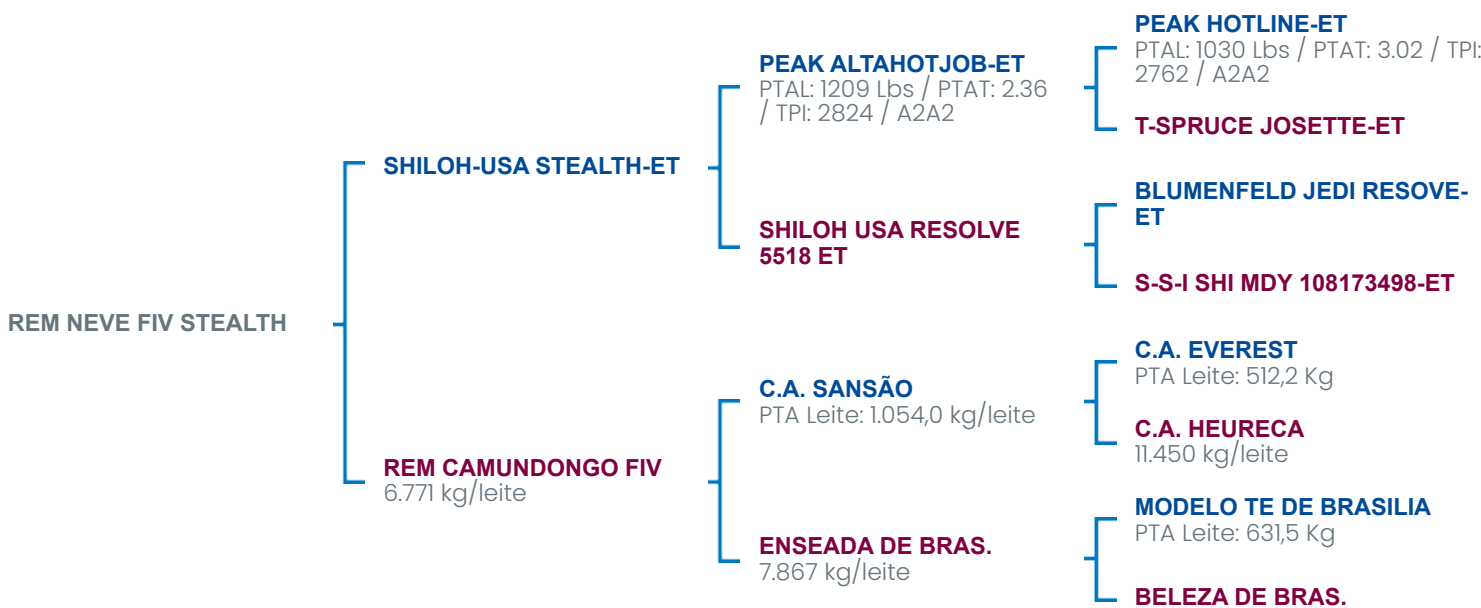 PEAK HOTLINE-ET
PTAL: 1030 Lbs / PTAT: 3.02 / TPI:
2762 / A2A2
PEAK ALTAHOTJOB-ET
PTAL: 1209 Lbs / PTAT: 2.36
/ TPI: 2824 / A2A2
T-SPRUCE JOSETTE-ET
SHILOH-USA STEALTH-ET
BLUMENFELD JEDI RESOVE-
ET
SHILOH USA RESOLVE
5518 ET
S-S-I SHI MDY 108173498-ET
REM NEVE FIV STEALTH
C.A. EVEREST
PTA Leite: 512,2 Kg
C.A. SANSÃO
PTA Leite: 1.054,0 kg/leite
C.A. HEURECA
11.450 kg/leite
REM CAMUNDONGO FIV
6.771 kg/leite
MODELO TE DE BRASILIA
PTA Leite: 631,5 Kg
ENSEADA DE BRAS.
7.867 kg/leite
BELEZA DE BRAS.